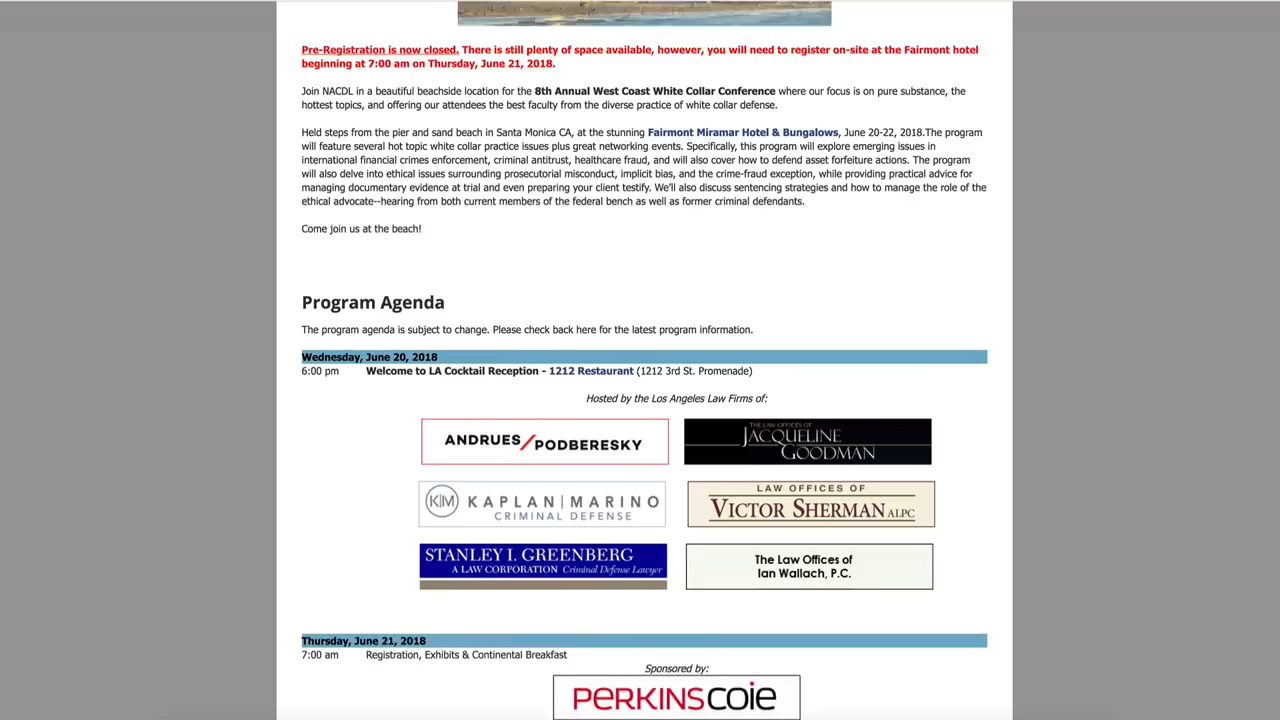 Pre-Registration is now closed. There is still plenty of space available, however, you will need to register on-site at the Fairmont hotel
beginning at 7:00 am on Thursday, June 21, 2018.
Join NACDL in a beautiful beachside location for the 8th Annual West Coast White Collar Conference where our focus is on pure substance, the
hottest topics, and offering our attendees the best faculty from the diverse practice of white collar defense.
Held steps from the pier and sand beach in Santa Monica CA, at the stunning Fairmont Miramar Hotel & Bungalows, June 20-22, 2018.The program
will feature several hot topic white collar practice issues plus great networking events. Specifically, this program will explore emerging issues in
international financial crimes enforcement, criminal antitrust, healthcare fraud, and will also cover how to defend asset forfeiture actions. The program
will also delve into ethical issues surrounding prosecutorial misconduct, implicit bias, and the crime-fraud exception, while providing practical advice for
managing documentary evidence at trial and even preparing your client testify. We'll also discuss sentencing strategies and how to manage the role of the
ethical advocate--hearing from both current members of the federal bench as well as former criminal defendants.
Come join us at the beach!
Program Agenda
The program agenda is subject to change. Please check back here for the latest program information.
Wednesday, June 20, 2018
6:00 pm Welcome to LA Cocktail Reception - 1212 Restaurant (1212 3rd St. Promenade)
Hosted by the Los Angeles Law Firms of:
ANDRUES/PODBERESKY
THE LAW OFFICES OF
JACQUELINE
GOODMAN
K|M KAPLAN|MARINO
CRIMINAL DEFENSE
LAW OFFICES OF
VICTOR SHERMAN ALPC
STANLEY I. GREENBERG
A LAW CORPORATION Criminal Defense Lawyer
The Law Offices of
Ian Wallach, P.C.
Thursday, June 21, 2018
7:00 am Registration, Exhibits & Continental Breakfast
Sponsored by:
PERKINScoie